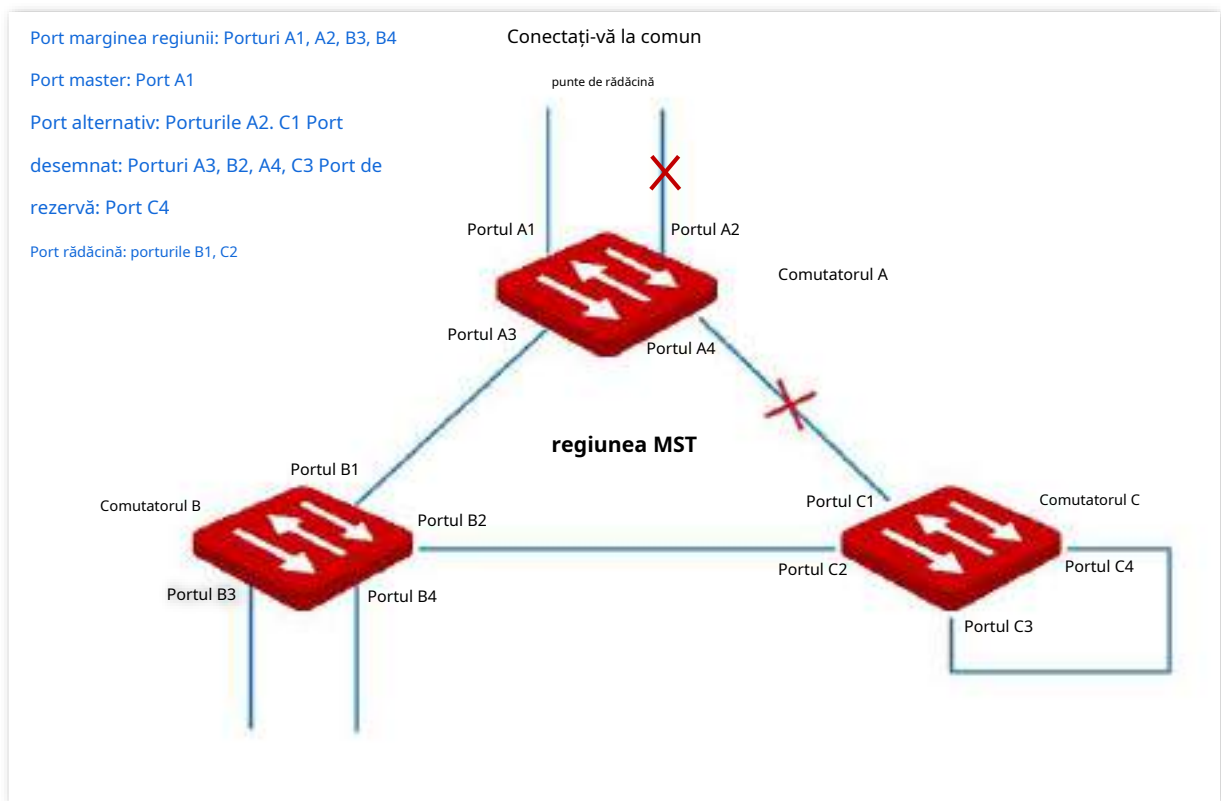 Port marginea regiunii: Porturi A1, A2, B3, B4
Port master: Port A1
Port alternativ: Porturile A2. C1 Port
desemnat: Porturi A3, B2, A4, C3 Port de
rezervă: Port C4
Port rădăcină: porturile B1, C2
Conectați-vă la comun
punte de rădăcină
Portul A1
Portul A2
Comutatorul A
Portul A3
Portul A4
regiunea MST
Portul B1
Comutatorul B
Portul B2
Portul B3
Portul B4
Portul C1
Comutatorul C
Portul C2
Portul C4
Portul C3